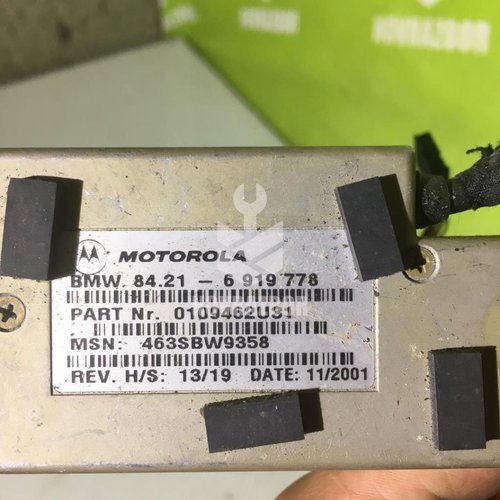 MOTOROLA
BMW 84.21 - 6 919 778
PART Nr. 0109462U31
MSN: 463SBW9358
REV. H/S: 13/19 DATE: 11/2001